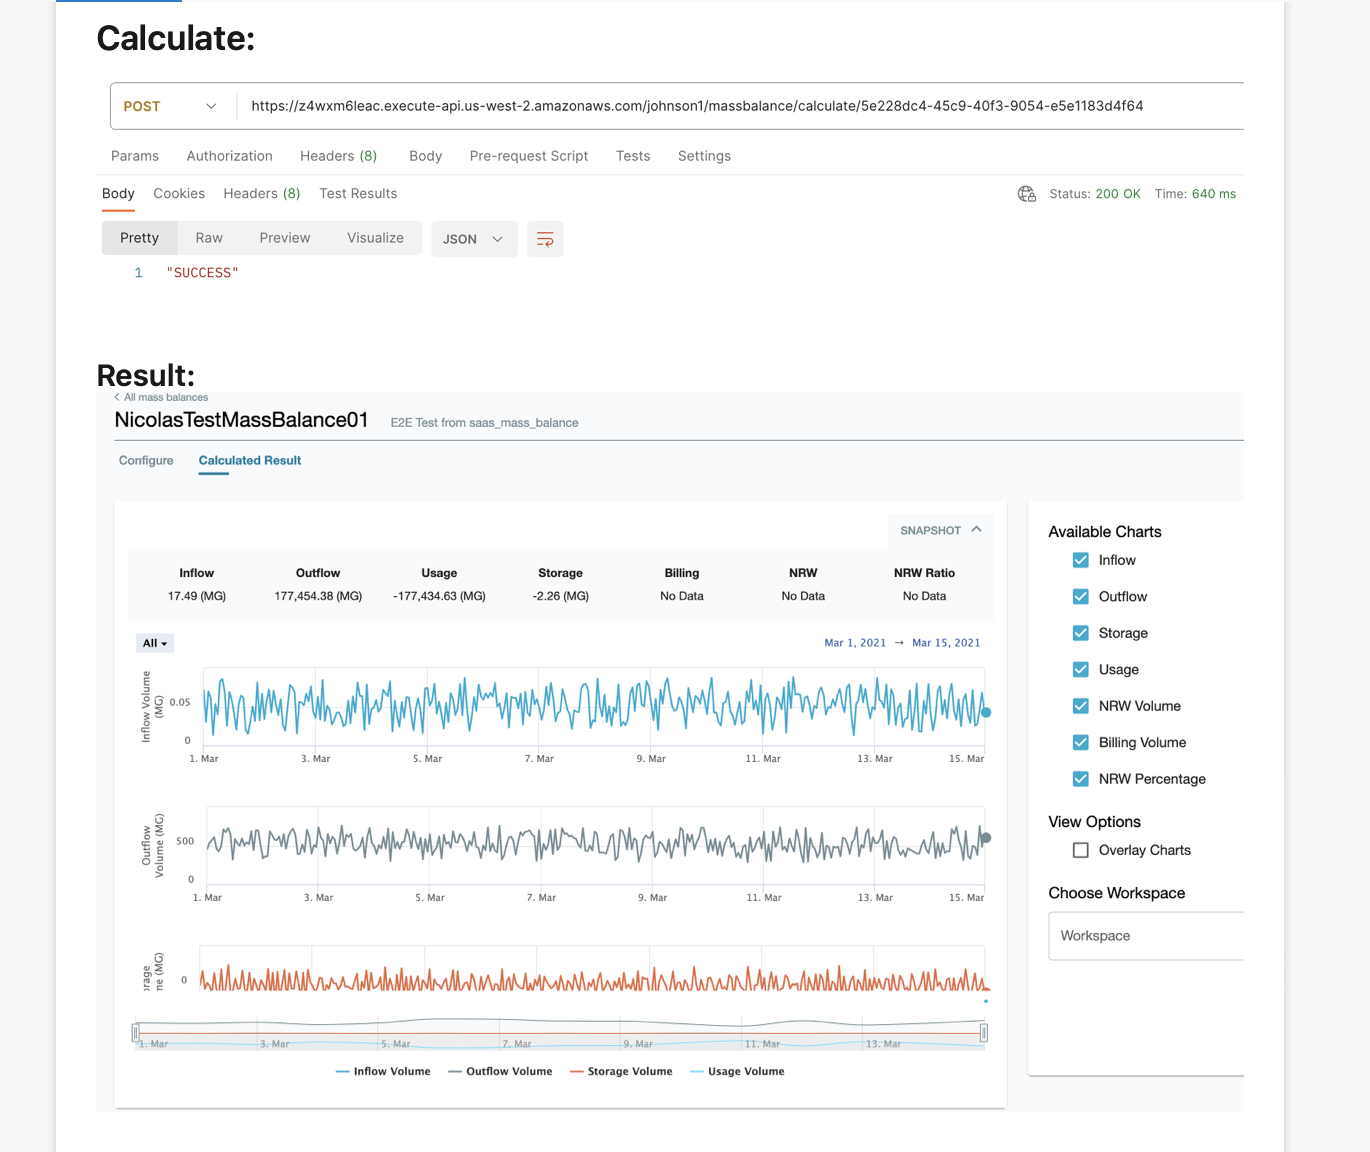 Calculate:
POST https://z4wxm6leac.execute-api.us-west-2.amazonaws.com/johnson1/massbalance/calculate/5e228dc4-45c9-40f3-9054-e5e1183d4f64
Params Authorization Headers (8) Body Pre-request Script Tests Settings
Body Cookies Headers (8) Test Results Status: 200 OK Time: 640 ms
Pretty Raw Preview Visualize JSON
1 "SUCCESS"
Result:
All mass balances
NicolasTestMassBalance01 E2E Test from saas_mass_balance
Configure Calculated Result
SNAPSHOT
Inflow Outflow Usage Storage Billing NRW NRW Ratio
17.49 (MG) 177,454.38 (MG) -177,434.63 (MG) -2.26 (MG) No Data No Data No Data
All
Mar 1, 2021 → Mar 15, 2021
Inflow Volume
(MG)
0.05
0
1. Mar 3. Mar 5. Mar 7. Mar 9. Mar 11. Mar 13. Mar 15. Mar
Outflow
Volume (MG)
500
0
1. Mar 3. Mar 5. Mar 7. Mar 9. Mar 11. Mar 13. Mar 15. Mar
orage
me (MG)
0
1. Mar 3. Mar 5. Mar 7. Mar 9. Mar 11. Mar 13. Mar
Inflow Volume Outflow Volume Storage Volume Usage Volume
Available Charts
Inflow
Outflow
Storage
Usage
NRW Volume
Billing Volume
NRW Percentage
View Options
Overlay Charts
Choose Workspace
Workspace